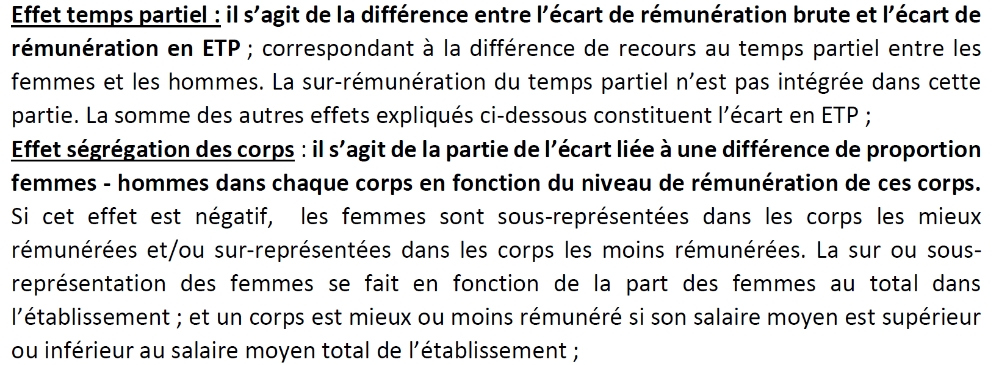 Effet temps partiel : il s’agit de la différence entre l’écart de rémunération brute et l’écart de
rémunération en ETP ; correspondant à la différence de recours au temps partiel entre les
femmes et les hommes. La sur-rémunération du temps partiel n’est pas intégrée dans cette
partie. La somme des autres effets expliqués ci-dessous constituent l’écart en ETP ;
Effet ségrégation des corps : il s’agit de la partie de l’écart liée à une différence de proportion
femmes - hommes dans chaque corps en fonction du niveau de rémunération de ces corps.
Si cet effet est négatif, les femmes sont sous-représentées dans les corps les mieux
rémunérées et/ou sur-représentées dans les corps les moins rémunérées. La sur ou sous-
représentation des femmes se fait en fonction de la part des femmes au total dans
l’établissement ; et un corps est mieux ou moins rémunéré si son salaire moyen est supérieur
ou inférieur au salaire moyen total de l’établissement ;